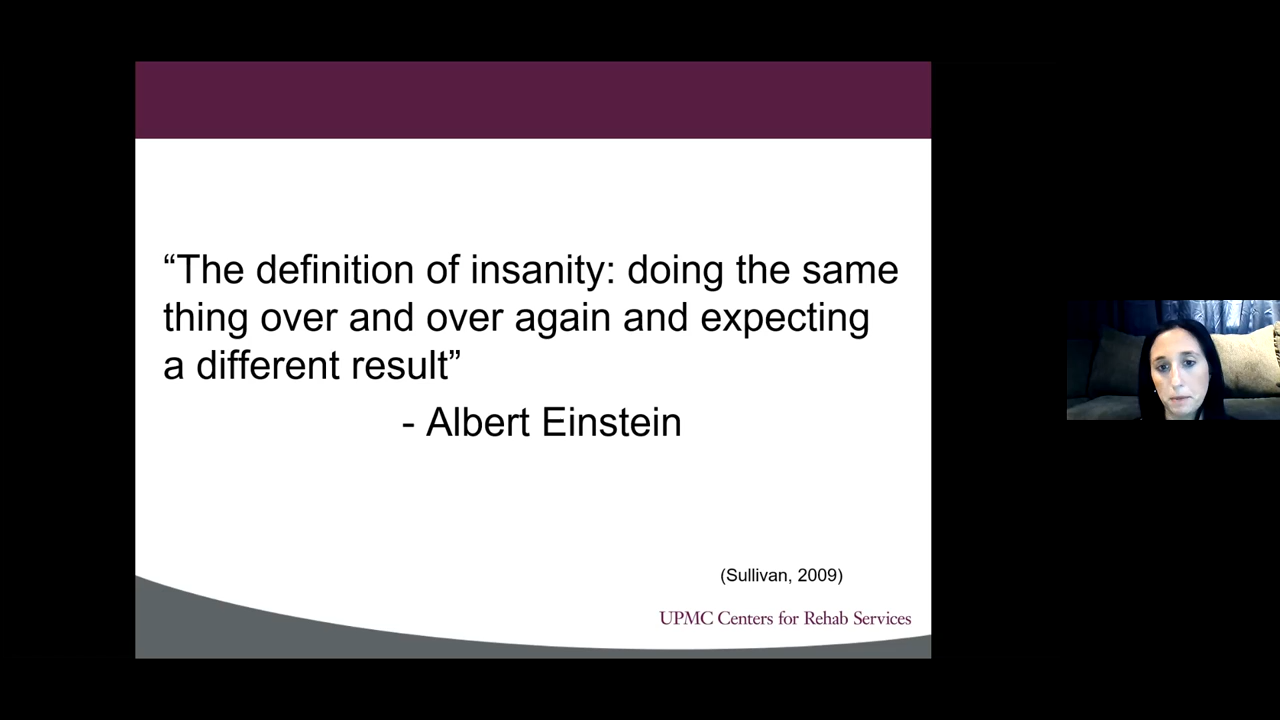 “The definition of insanity: doing the same
thing over and over again and expecting
a different result”
- Albert Einstein
(Sullivan, 2009)
UPMC Centers for Rehab Services